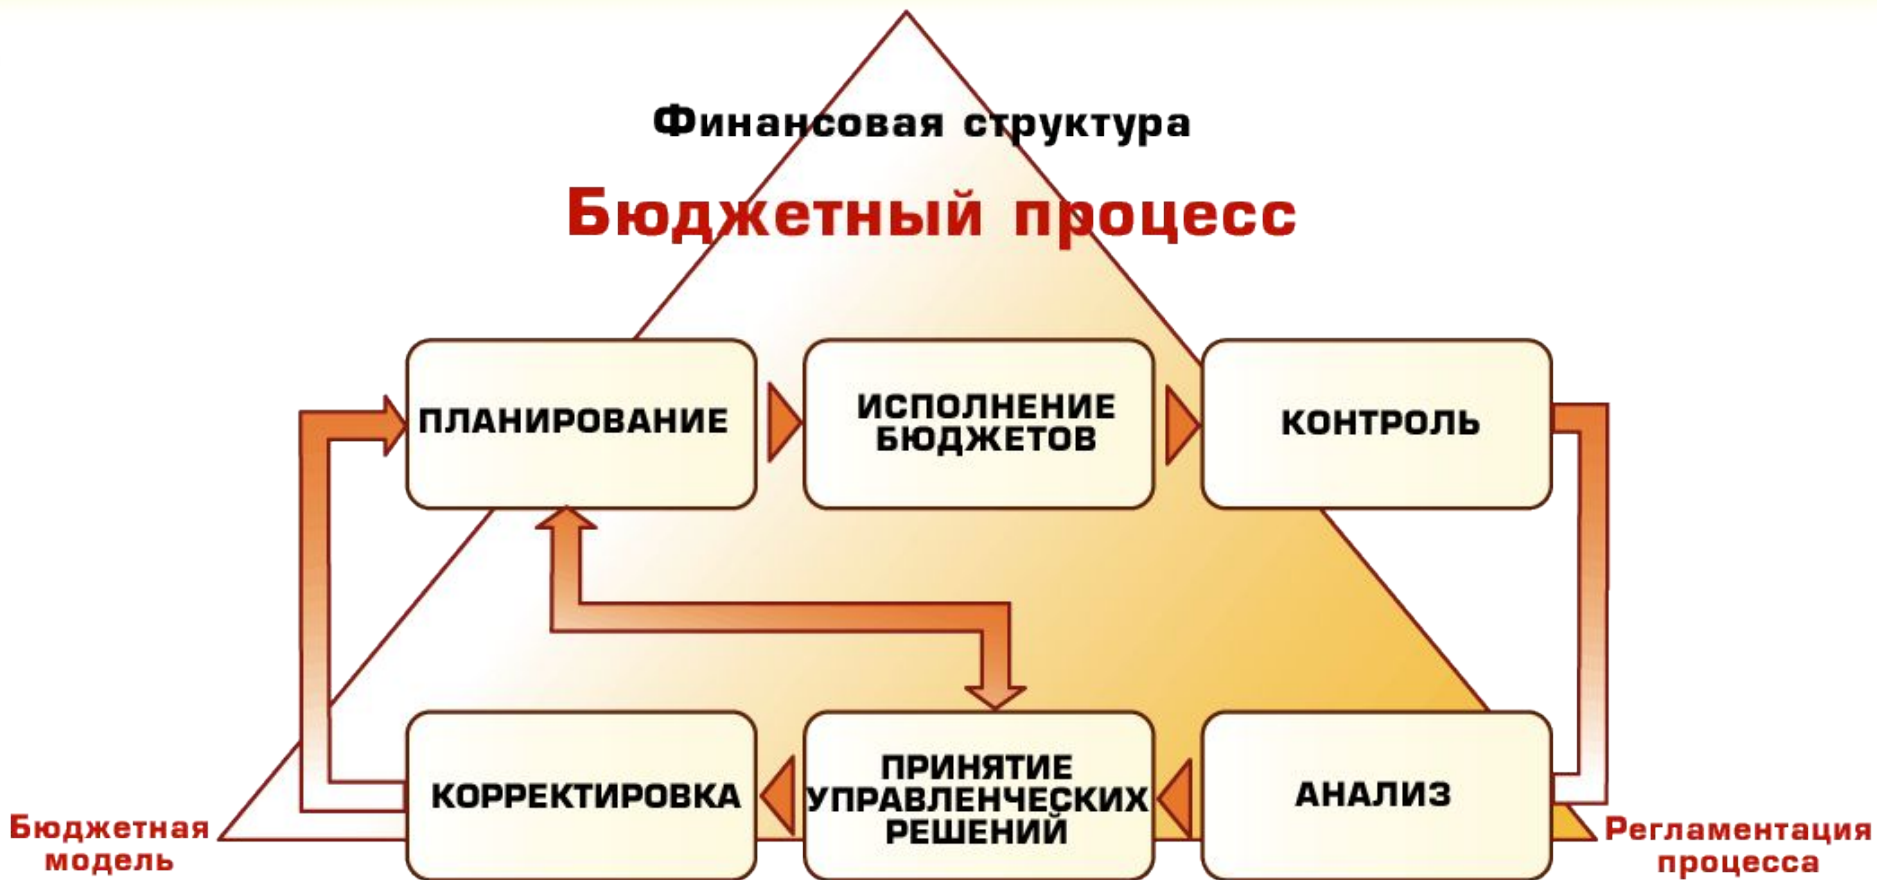 Финансовая структура
Бюджетный процесс
ПЛАНИРОВАНИЕ
ИСПОЛНЕНИЕ
БЮДЖЕТОВ
КОНТРОЛЬ
КОРРЕКТИРОВКА
ПРИНЯТИЕ
УПРАВЛЕНЧЕСКИХ
РЕШЕНИЙ
АНАЛИЗ
Бюджетная
модель
Регламентация
процесса